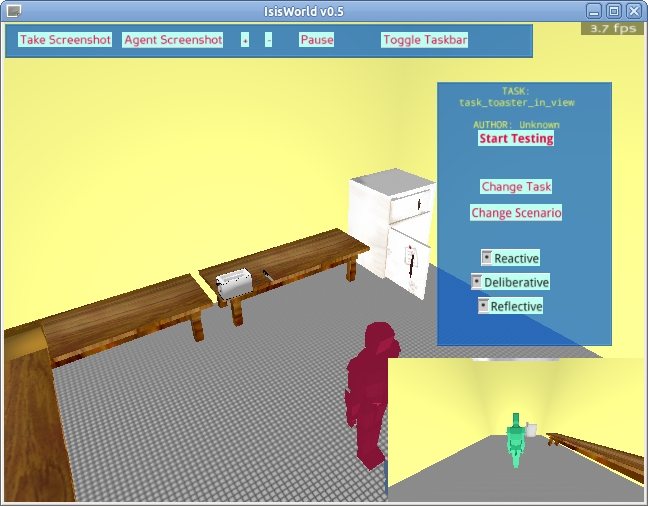 IsisWorld v0.5
3.7 fps
Take Screenshot
Agent Screenshot
+
-
Pause
Toggle Taskbar
TASK:
task_toaster_in_view
AUTHOR: Unknown
Start Testing
Change Task
Change Scenario
Reactive
Deliberative
Reflective